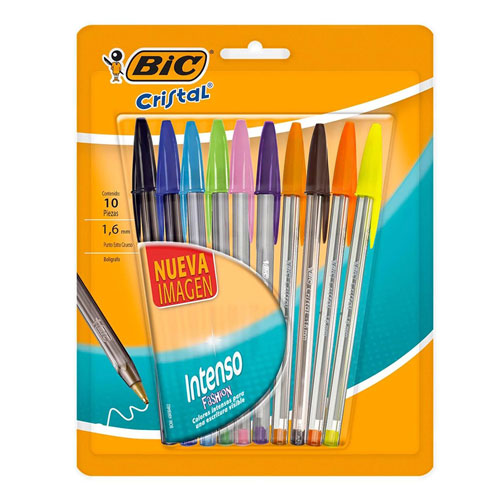 BIC
Cristal®
Contenido
10
Piezas
1,6 mm
Punto Extra Grueso
Bolígrafo
NUEVA
IMAGEN
Intenso
FASHION
Colores intensos para
una escritura visible